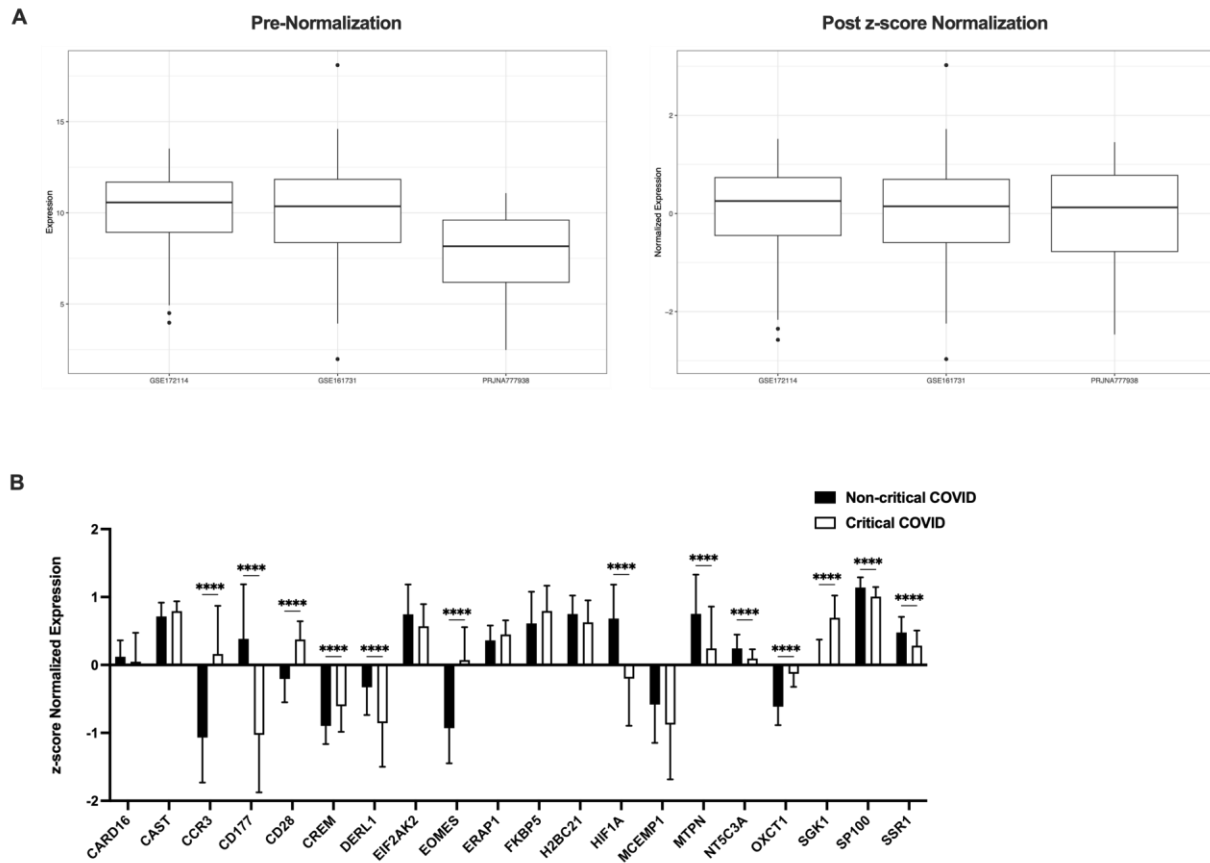 A
Pre-Normalization
Post z-score Normalization
Expression
15
10
5
GSE172114 GSE161731 PRJNA777938
Normalized Expression
2
0
−2
GSE172114 GSE161731 PRJNA777938
B
Non-critical COVID
Critical COVID
z-score Normalized Expression
2
1
0
-1
-2
**** **** **** **** **** **** **** **** **** **** **** **** ****
CARD16 CAST CCR3 CD177 CD28 CREM DERL1 EIF2AK2 EOMES ERAP1 FKBP5 H2BC21 HIF1A MCEMP1 MTPN NT5C3A OXCT1 SGK1 SP100 SSR1